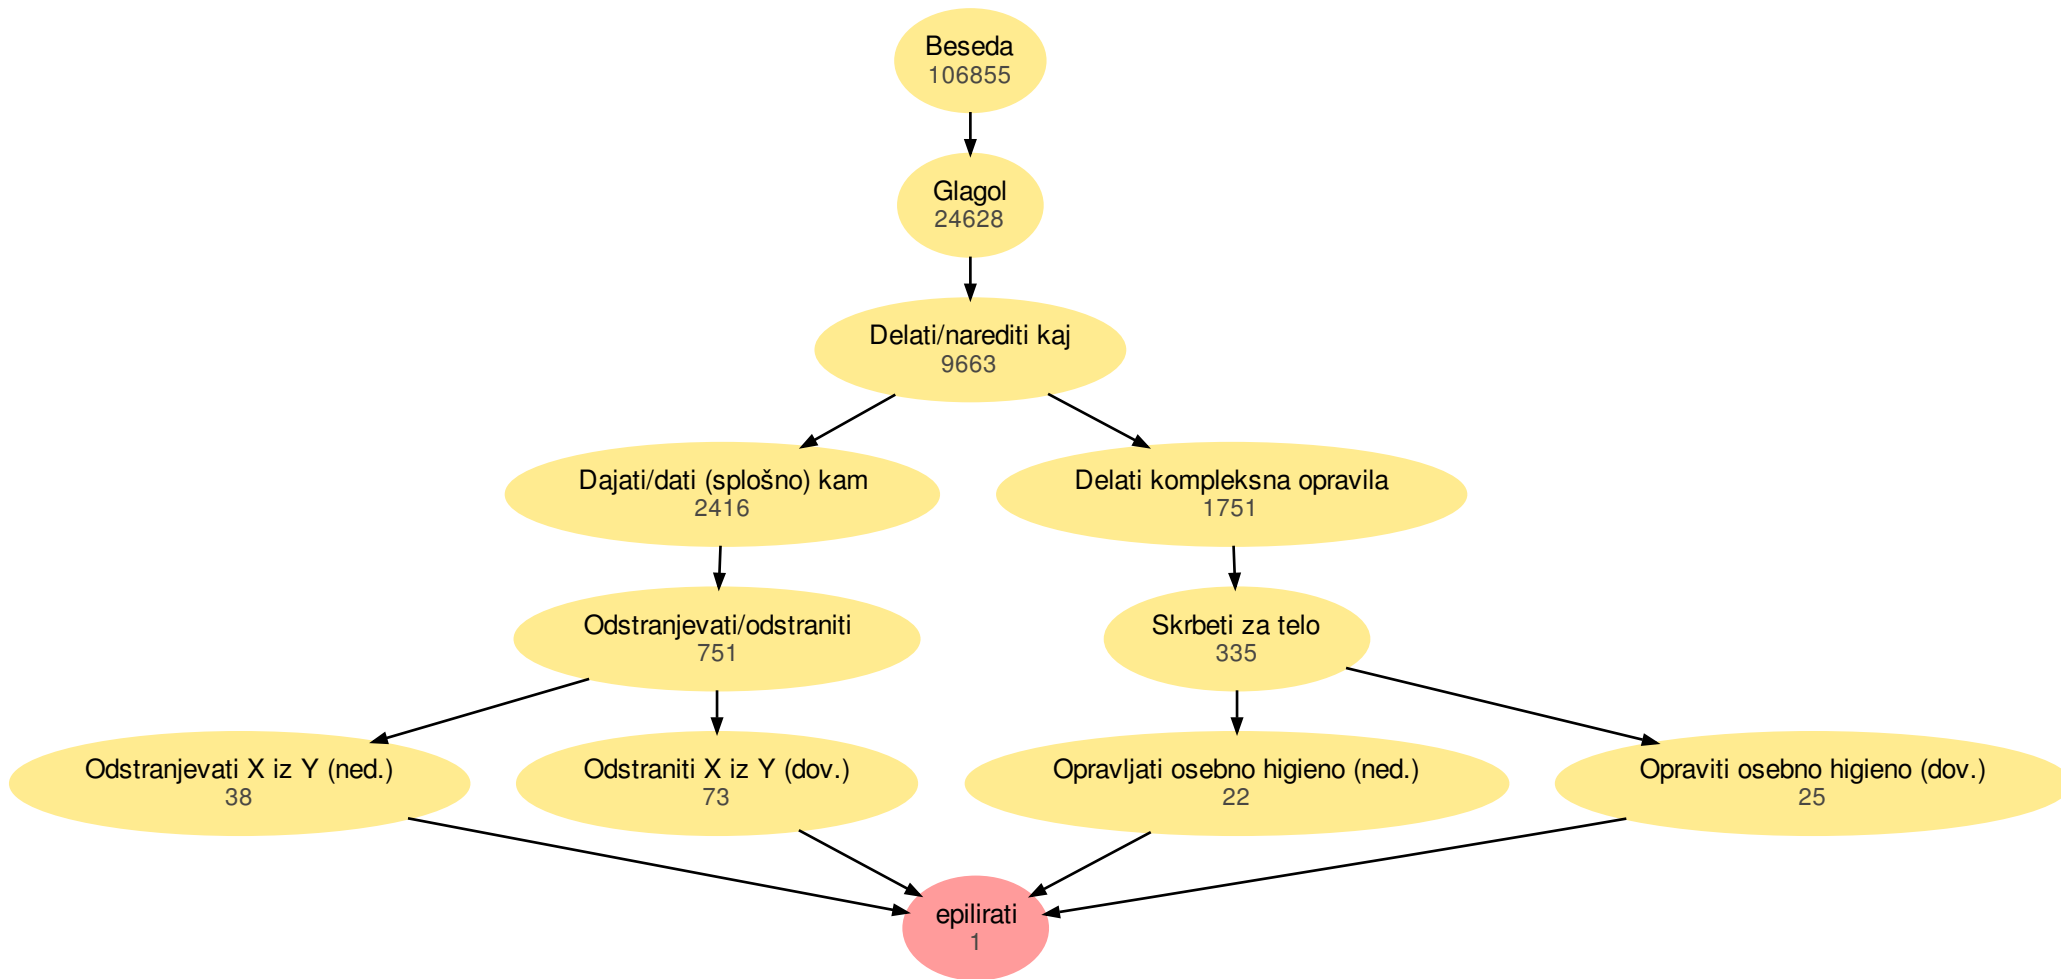 Beseda
106855
Glagol
24628
Delati/narediti kaj
9663
Dajati/dati (splošno) kam
2416
Delati kompleksna opravila
1751
Odstranjevati/odstraniti
751
Skrbeti za telo
335
Odstranjevati X iz Y (ned.)
38
Odstraniti X iz Y (dov.)
73
Opravljati osebno higieno (ned.)
22
Opraviti osebno higieno (dov.)
25
epilirati
1